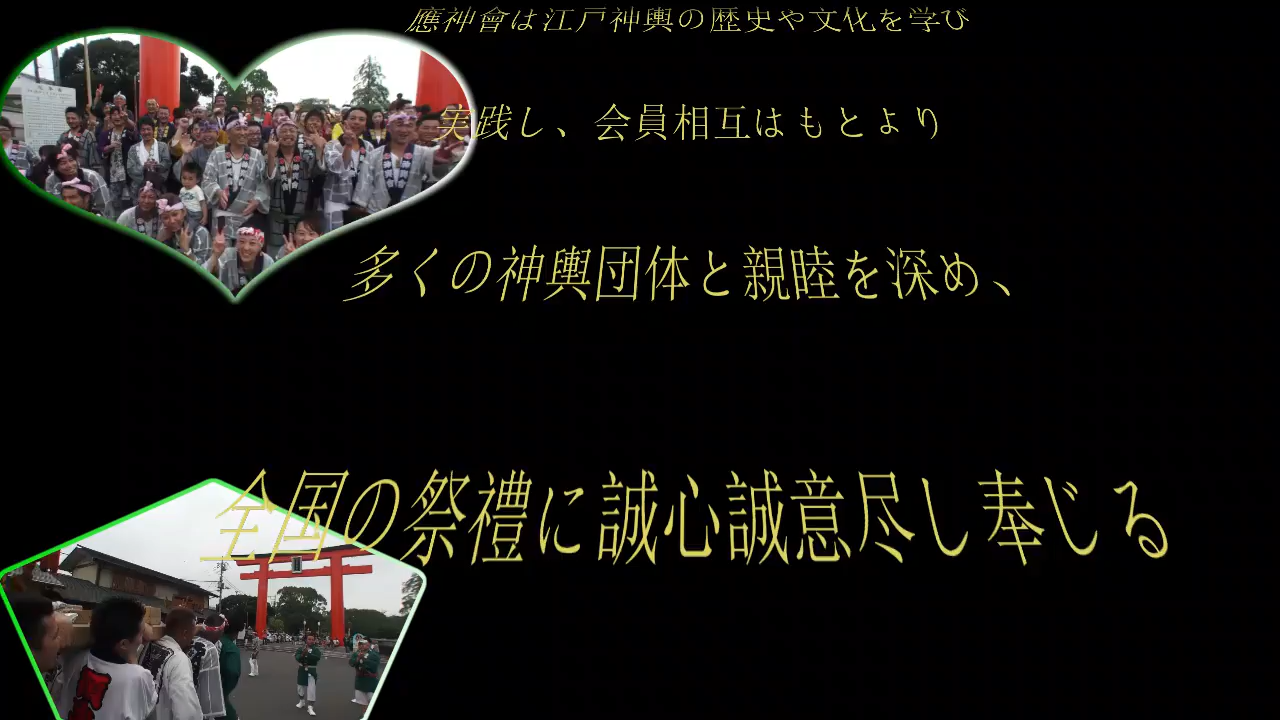 應神會は江戸神輿の歴史や文化を学び
実践し、会員相互はもとより
多くの神輿団体と親睦を深め、
全国の祭禮に誠心誠意尽し奉じる